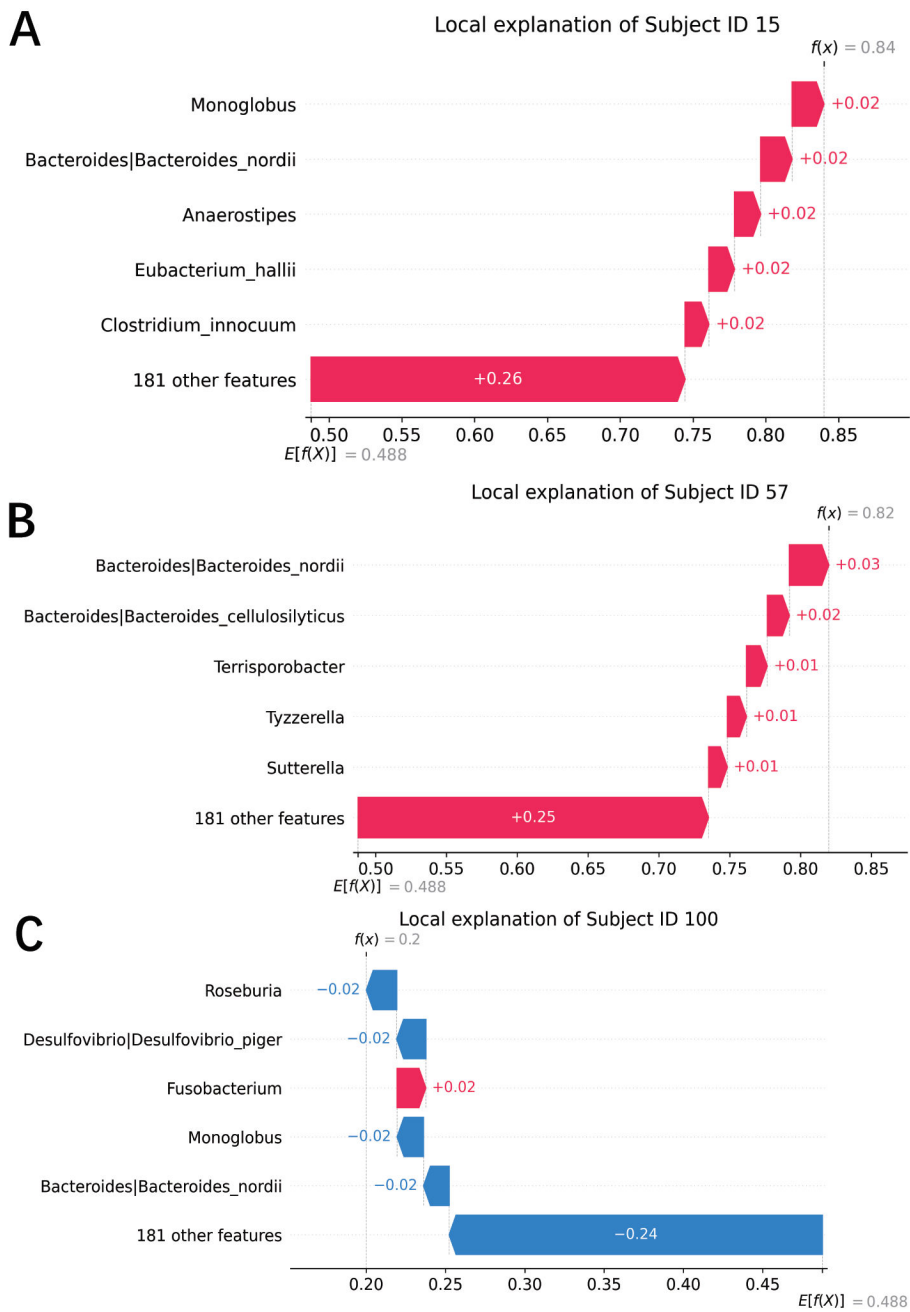 A
Local explanation of Subject ID 15
f(x) = 0.84
Monoglobus
+0.02
Bacteroides|Bacteroides_nordii
+0.02
Anaerostipes
+0.02
Eubacterium_hallii
+0.02
Clostridium_innocuum
+0.02
181 other features
+0.26
0.50 0.55 0.60 0.65 0.70 0.75 0.80 0.85
E[f(X)] = 0.488
B
Local explanation of Subject ID 57
f(x) = 0.82
Bacteroides|Bacteroides_nordii
+0.03
Bacteroides|Bacteroides_cellulosilyticus
+0.02
Terrisporobacter
+0.01
Tyzzerella
+0.01
Sutterella
+0.01
181 other features
+0.25
0.50 0.55 0.60 0.65 0.70 0.75 0.80 0.85
E[f(X)] = 0.488
C
Local explanation of Subject ID 100
f(x) = 0.2
Roseburia
−0.02
Desulfovibrio|Desulfovibrio_piger
−0.02
Fusobacterium
+0.02
Monoglobus
−0.02
Bacteroides|Bacteroides_nordii
−0.02
181 other features
−0.24
0.20 0.25 0.30 0.35 0.40 0.45
E[f(X)] = 0.488